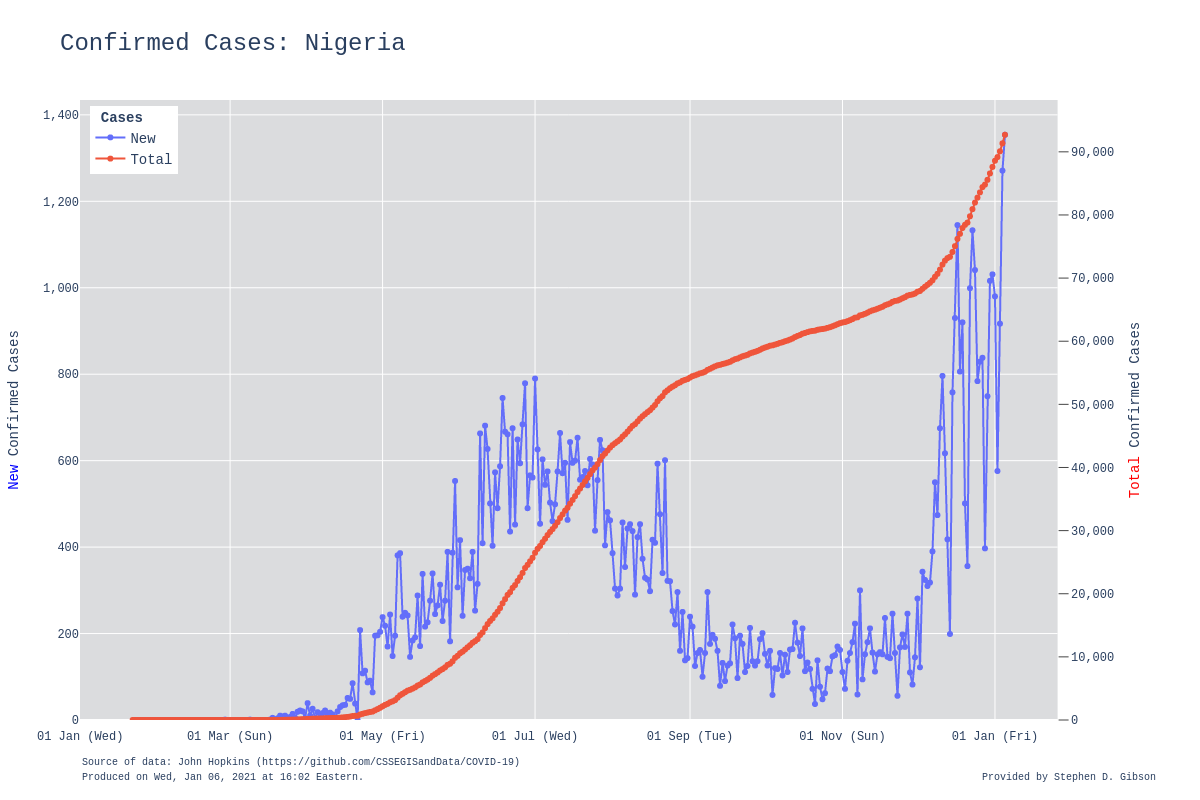 Confirmed Cases: Nigeria
Cases
New
Total
1,400
1,200
1,000
800
600
400
200
0
90,000
80,000
70,000
60,000
50,000
40,000
30,000
20,000
10,000
0
New Confirmed Cases
Total Confirmed Cases
01 Jan (Wed)
01 Mar (Sun)
01 May (Fri)
01 Jul (Wed)
01 Sep (Tue)
01 Nov (Sun)
01 Jan (Fri)
Source of data: John Hopkins (https://github.com/CSSEGISandData/COVID-19)
Produced on Wed, Jan 06, 2021 at 16:02 Eastern.
Provided by Stephen D. Gibson